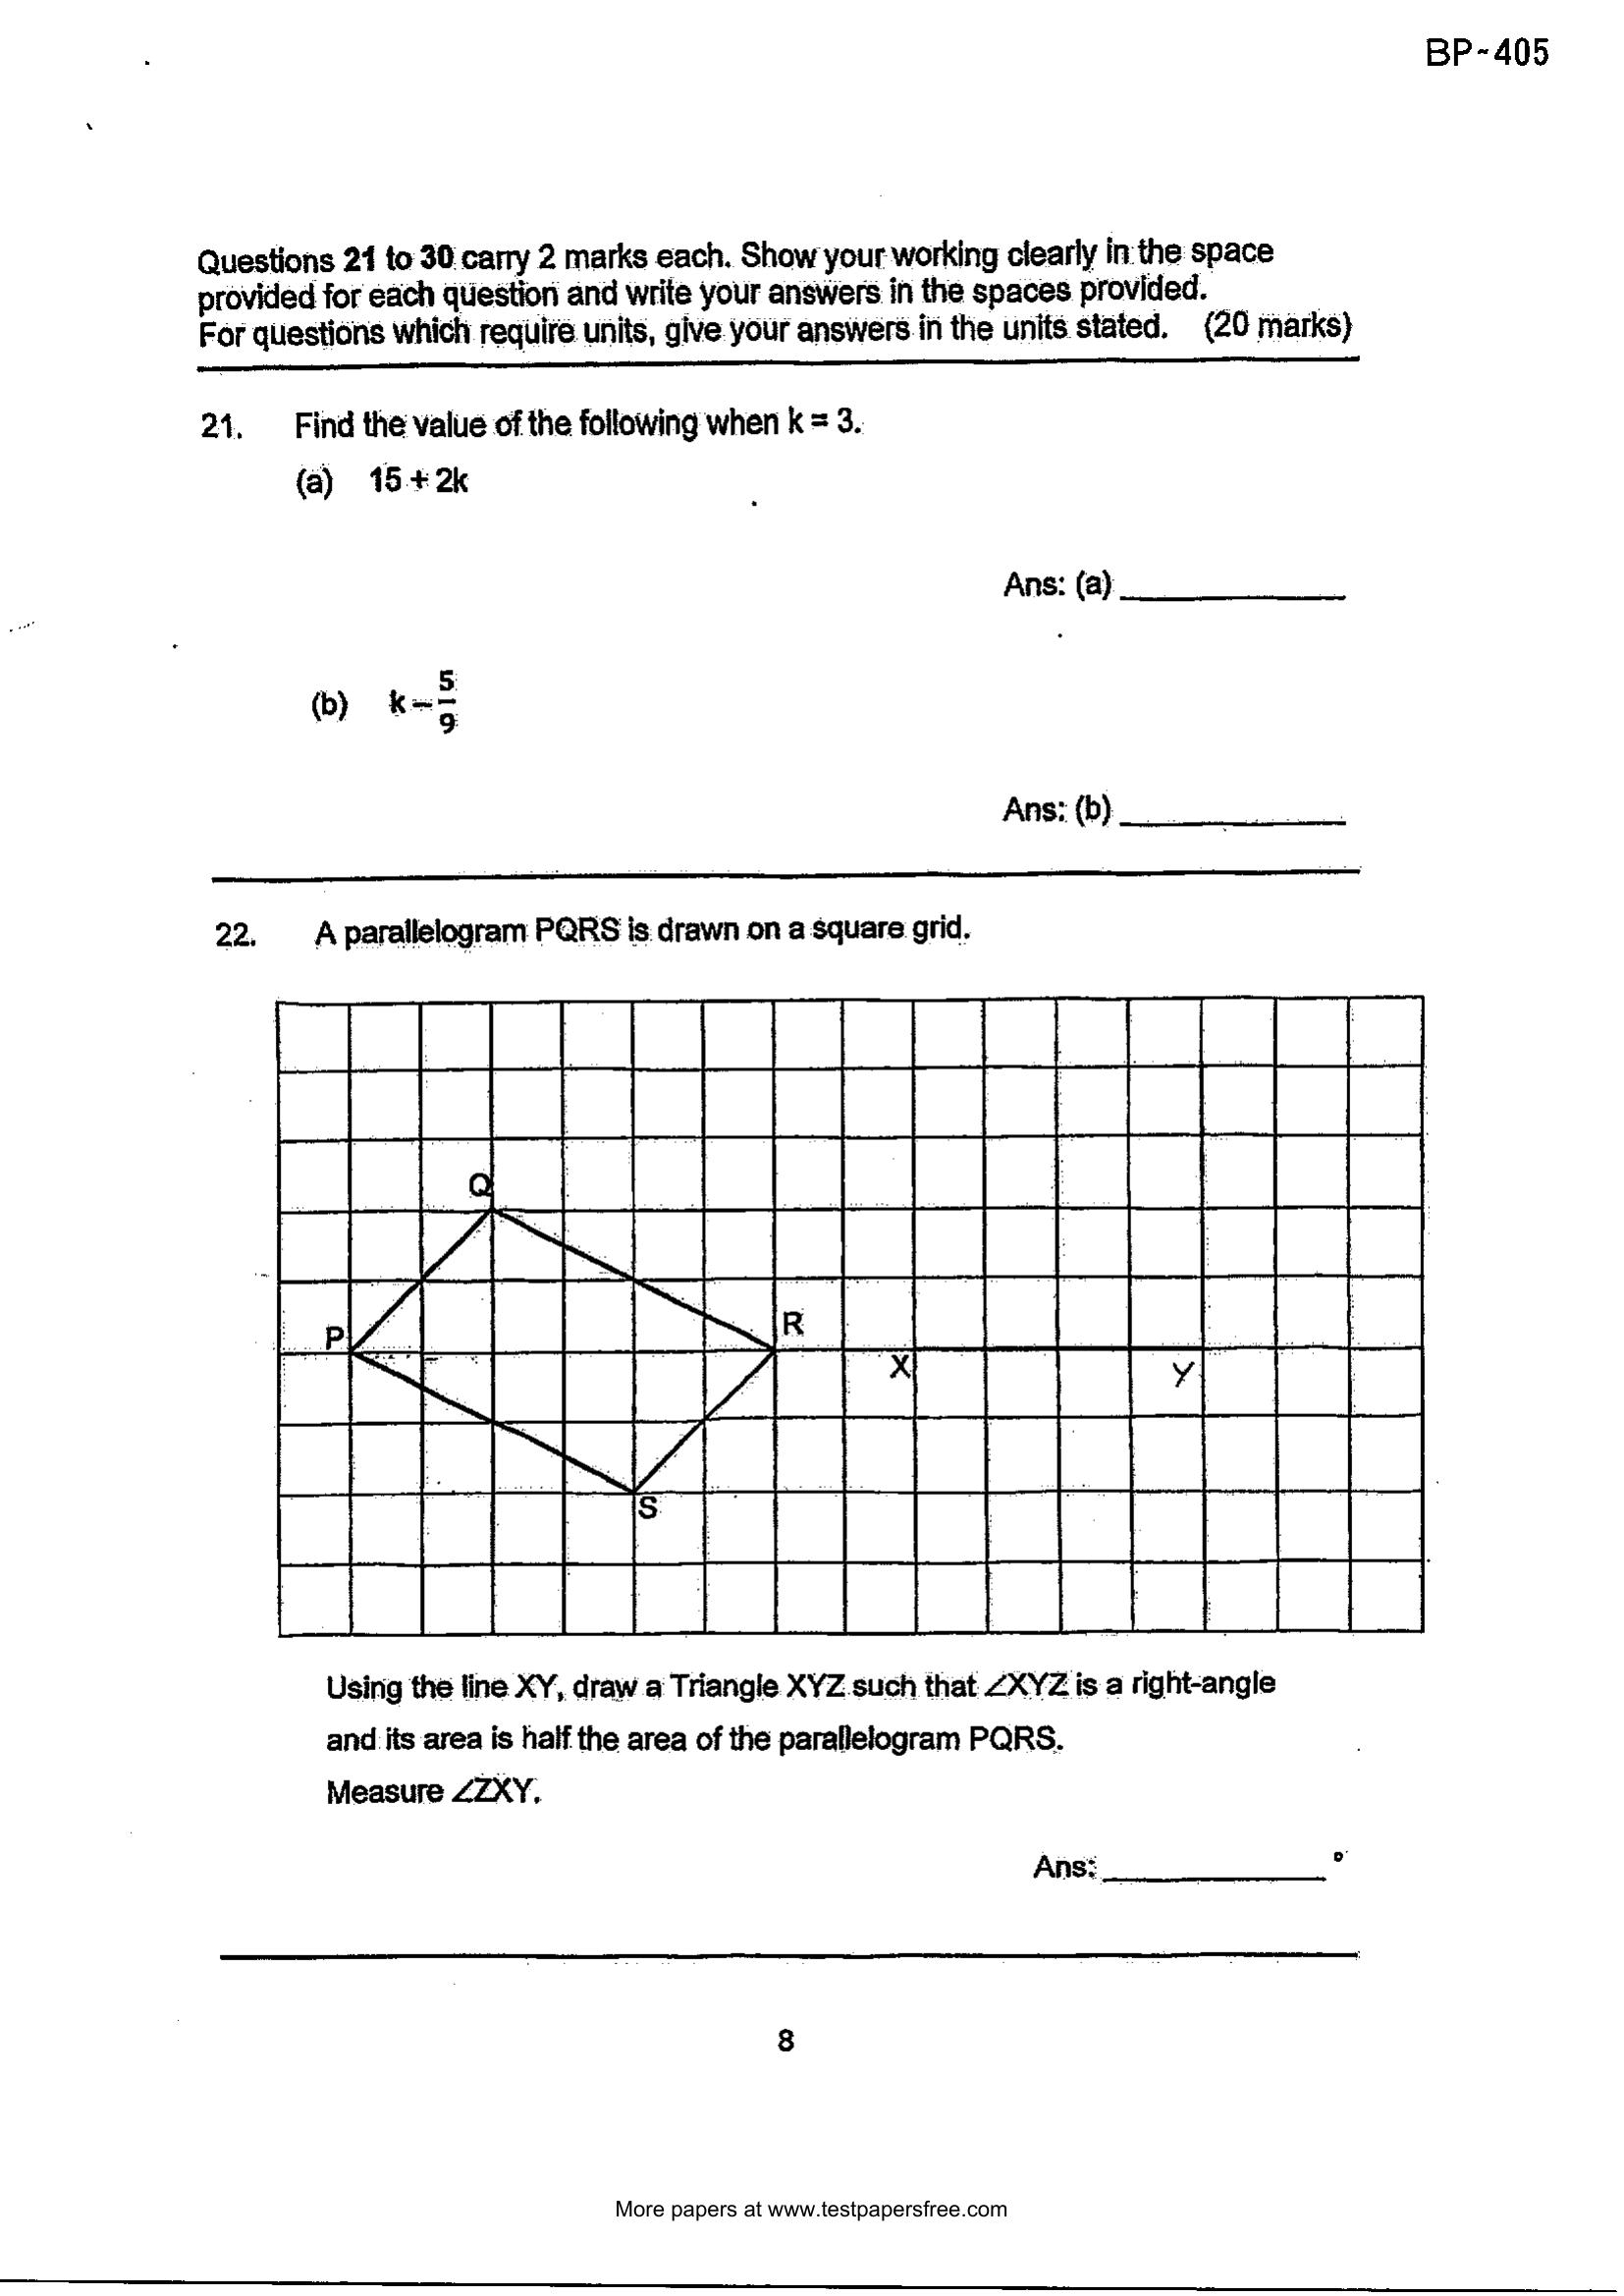 BP-405
Questions 21 to 30 carry 2 marks each. Show your working clearly in the space
provided for each question and write your answers in the spaces provided.
For questions which require units, give your answers in the units stated. (20 marks)
21. Find the value of the following when k = 3.
(a) 15 + 2k
Ans: (a) ____________
(b) k – 5/9
Ans: (b) ____________
22. A parallelogram PQRS is drawn on a square grid.
Q
P
R
X
Y
S
Using the line XY, draw a Triangle XYZ such that ∠XYZ is a right-angle
and its area is half the area of the parallelogram PQRS.
Measure ∠ZXY.
Ans: ____________ °
8
More papers at www.testpapersfree.com